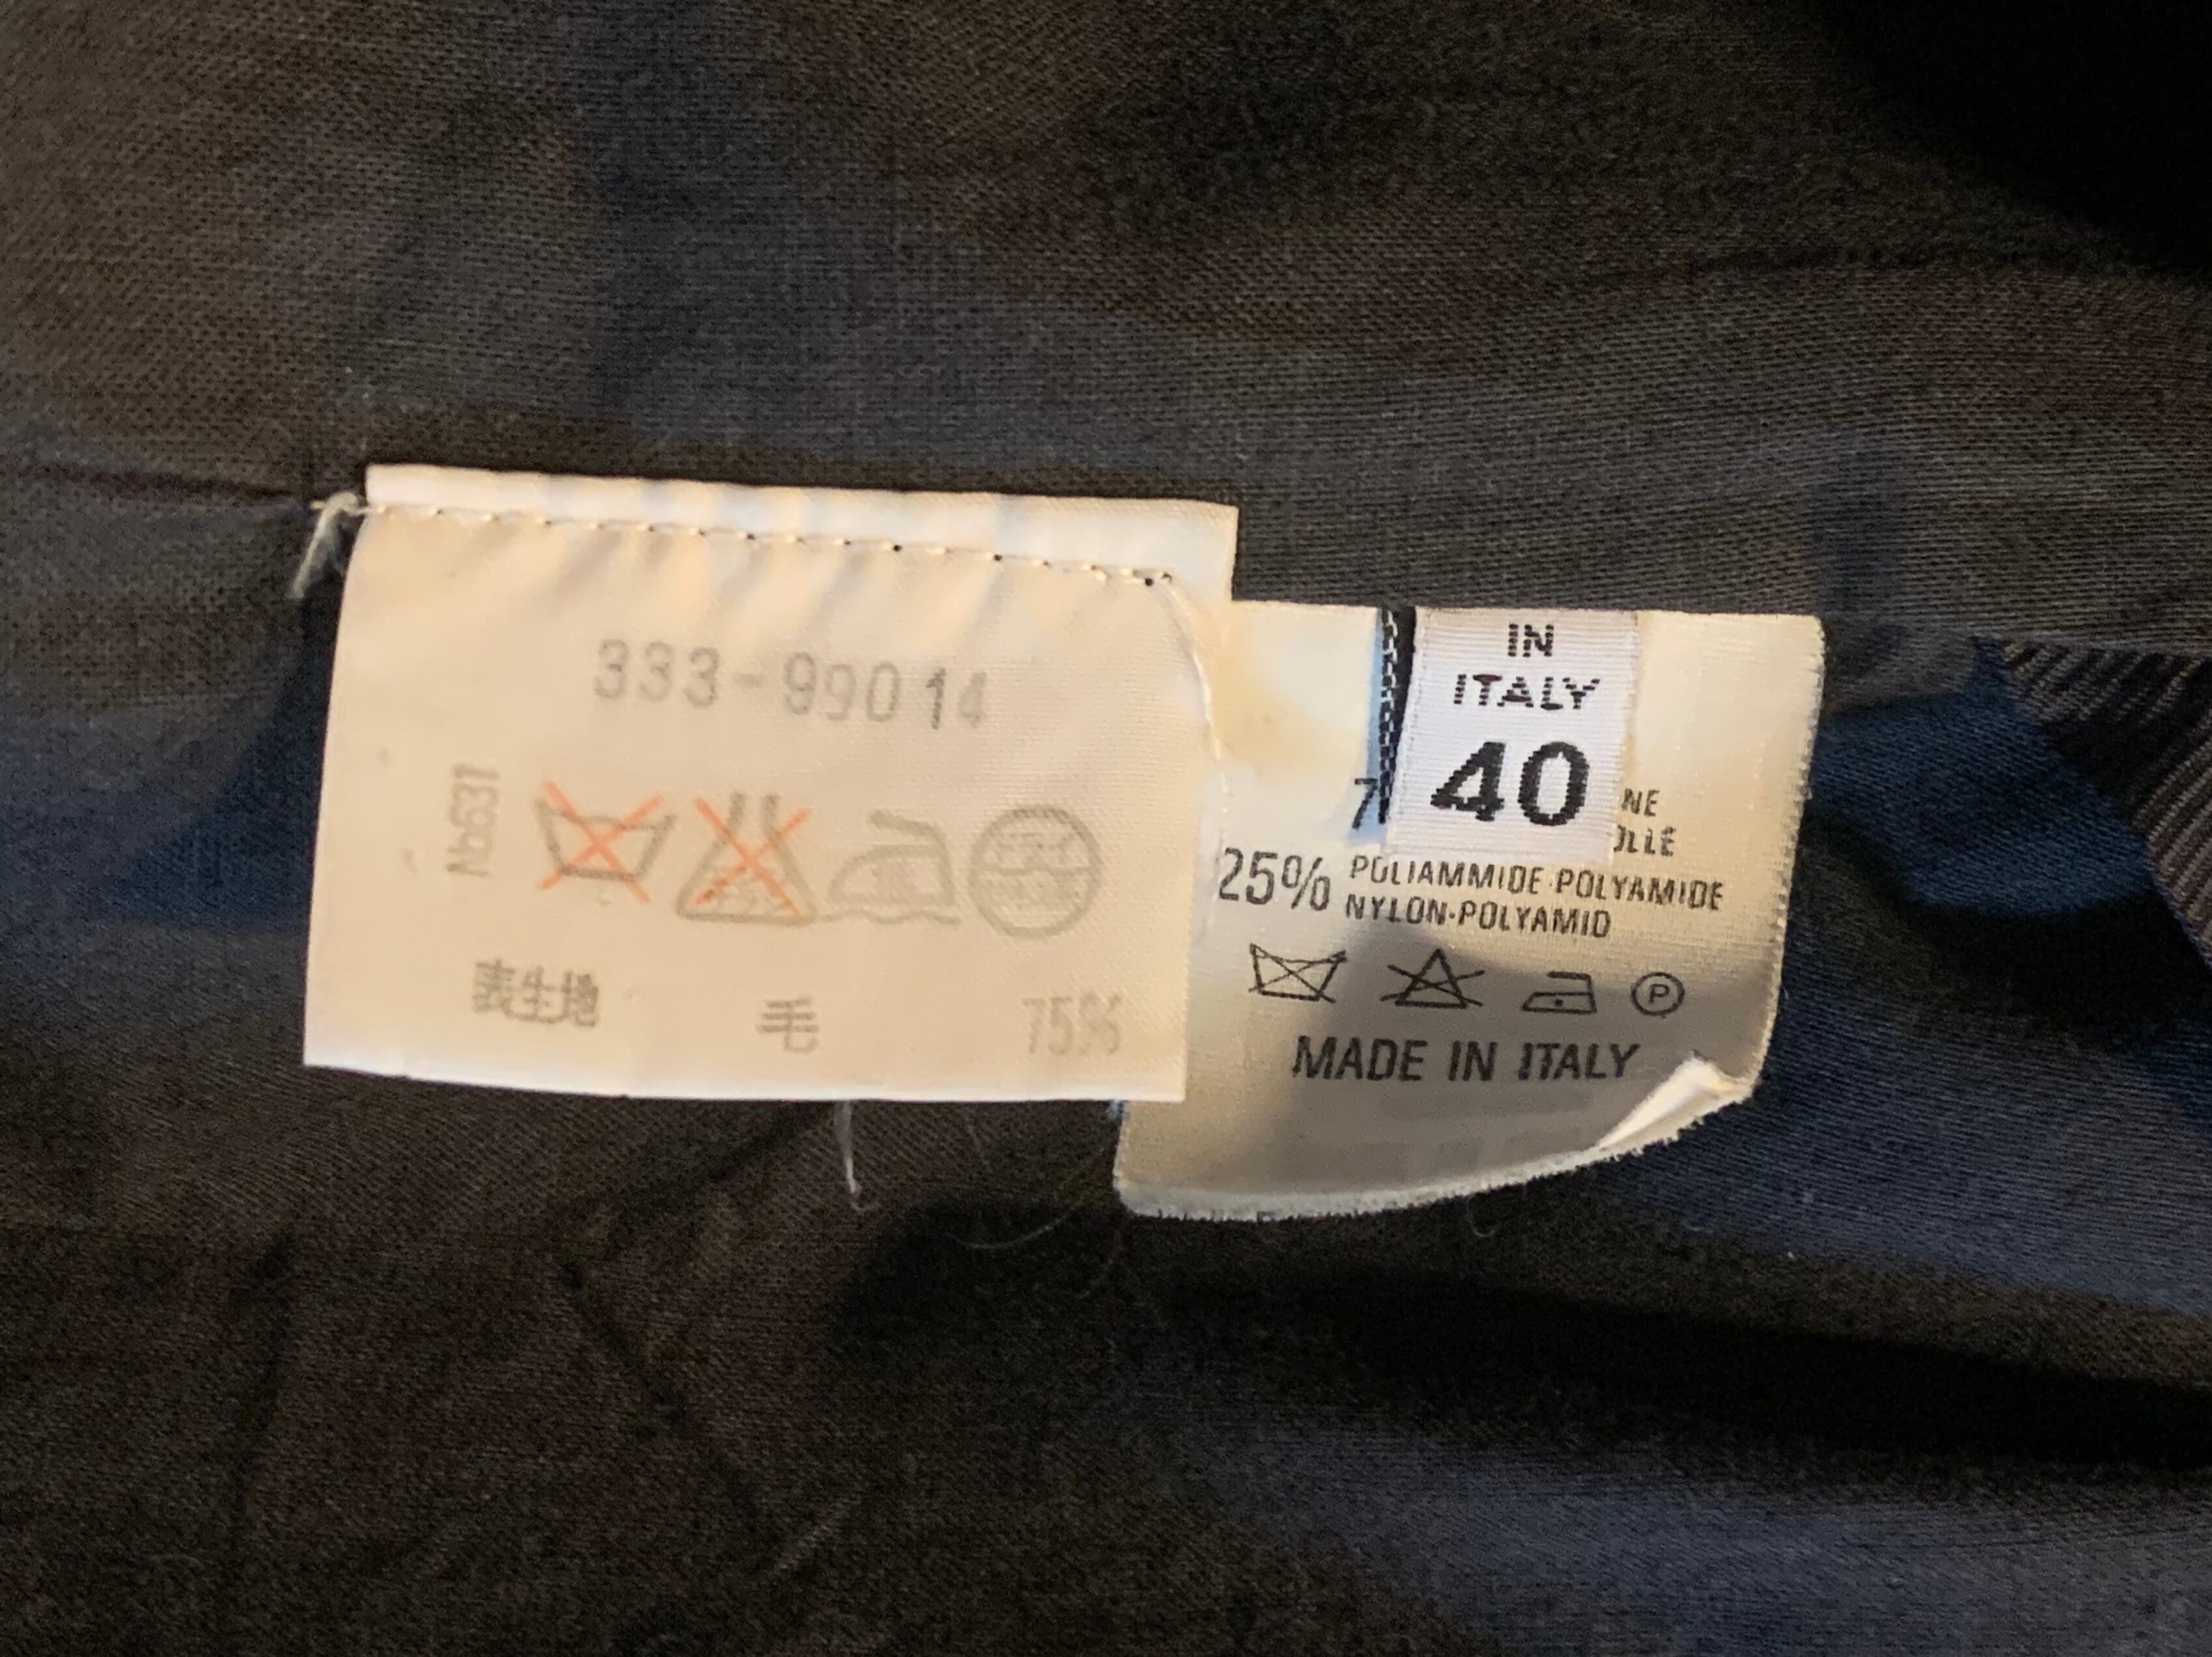 333-99014
表生地 毛 75%
IN
ITALY
40
25% POLIAMMIDE·POLYAMIDE
NYLON·POLYAMID
P
MADE IN ITALY